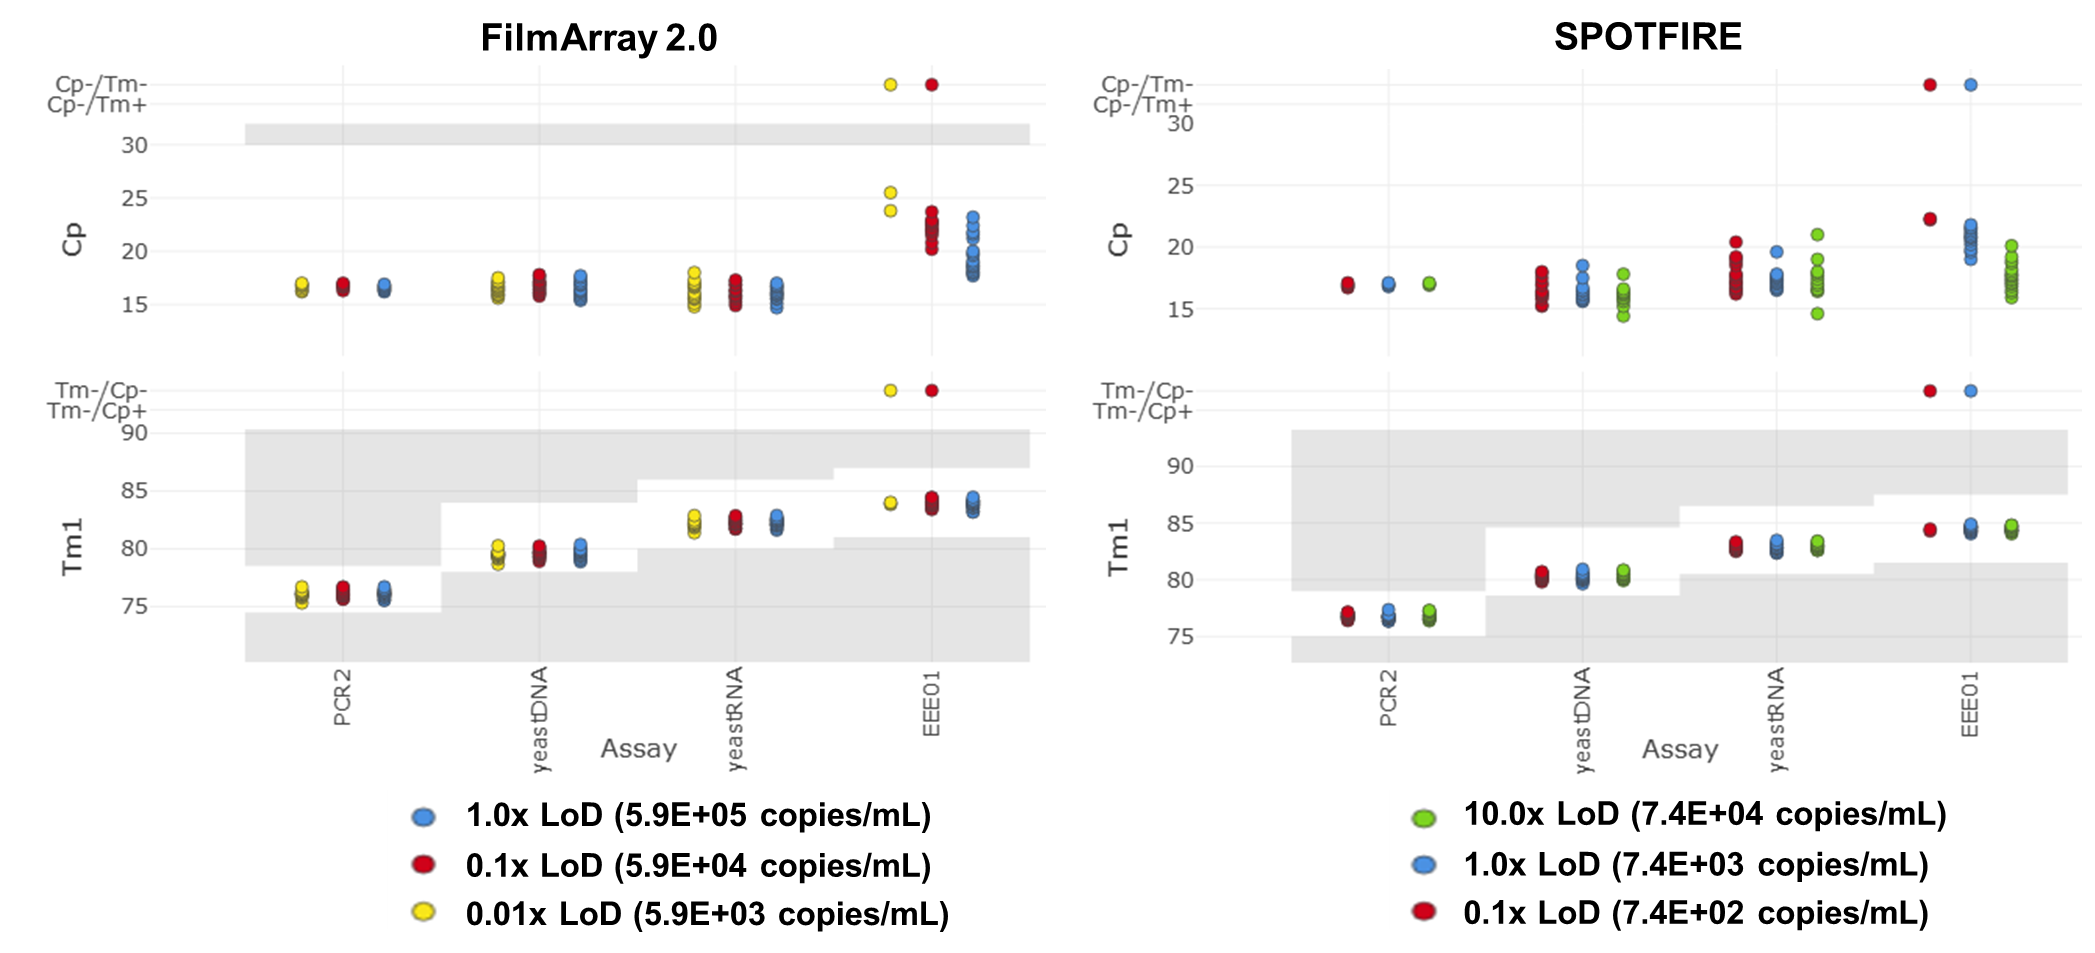 FilmArray 2.0
Cp-/Tm-
Cp-/Tm+
30
25
20
15
Cp
Tm-/Cp-
Tm-/Cp+
90
85
80
75
Tm1
PCR2
yeastDNA
yeastRNA
EEE01
Assay
1.0x LoD (5.9E+05 copies/mL)
0.1x LoD (5.9E+04 copies/mL)
0.01x LoD (5.9E+03 copies/mL)
SPOTFIRE
Cp-/Tm-
Cp-/Tm+
30
25
20
15
Cp
Tm-/Cp-
Tm-/Cp+
90
85
80
75
Tm1
PCR2
yeastDNA
yeastRNA
EEE01
Assay
10.0x LoD (7.4E+04 copies/mL)
1.0x LoD (7.4E+03 copies/mL)
0.1x LoD (7.4E+02 copies/mL)